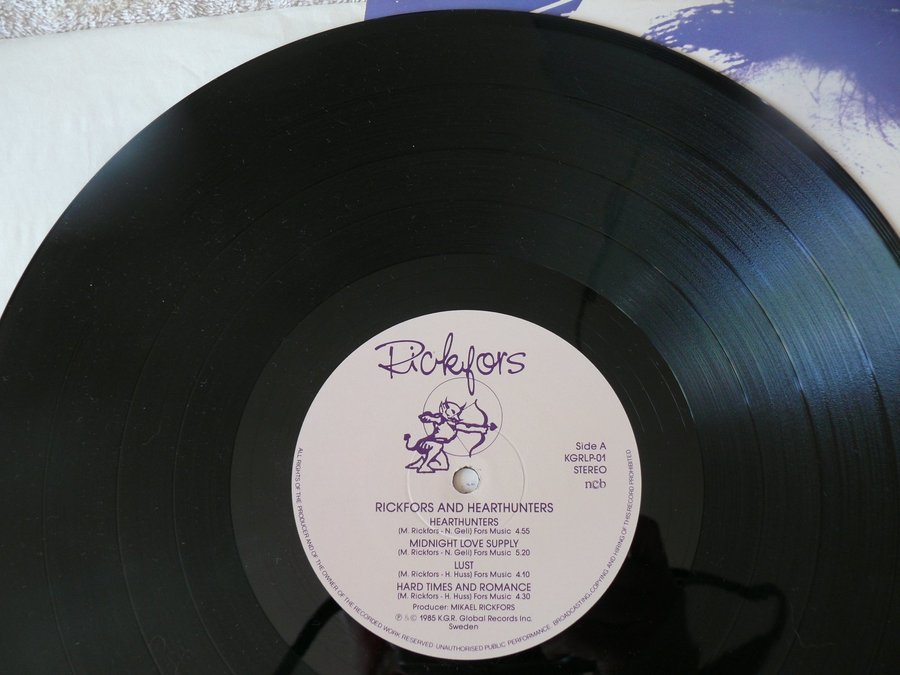 Rickfors
Side A
KGRLP-01
STEREO
ncb
RICKFORS AND HEARTHUNTERS
HEARTHUNTERS
(M. Rickfors - N. Gell) Fors Music 4.55
MIDNIGHT LOVE SUPPLY
(M. Rickfors - N. Gell) Fors Music 5.20
LUST
(M. Rickfors - H. Huss) Fors Music 4.10
HARD TIMES AND ROMANCE
(M. Rickfors - H. Huss) Fors Music 4.30
Producer: MIKAEL RICKFORS
℗ & © 1985 K.G.R. Global Records Inc.
Sweden
ALL RIGHTS OF THE PRODUCER AND OF THE OWNER OF THE RECORDED WORK RESERVED. UNAUTHORISED PUBLIC PERFORMANCE, BROADCASTING, COPYING AND HIRING OF THIS RECORD PROHIBITED